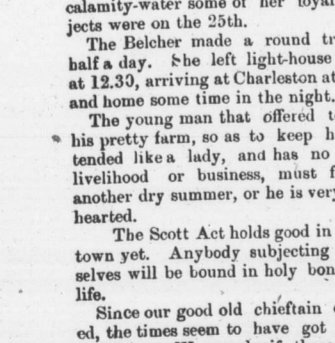 calamity-water some of her loyal
jects were on the 25th.
The Belcher made a round
half a day. She left light-house
at 12.30, arriving at Charleston at
and home some time in the night.
The young man that offered
his pretty farm, so as to keep
tended like a lady, and has no
livelihood or business, must
another dry summer, or he is very
hearted.
The Scott Act holds good in
town yet. Anybody subjecting
selves will be bound in holy
life.
Since our good old chieftain
ed, the times seem to have got